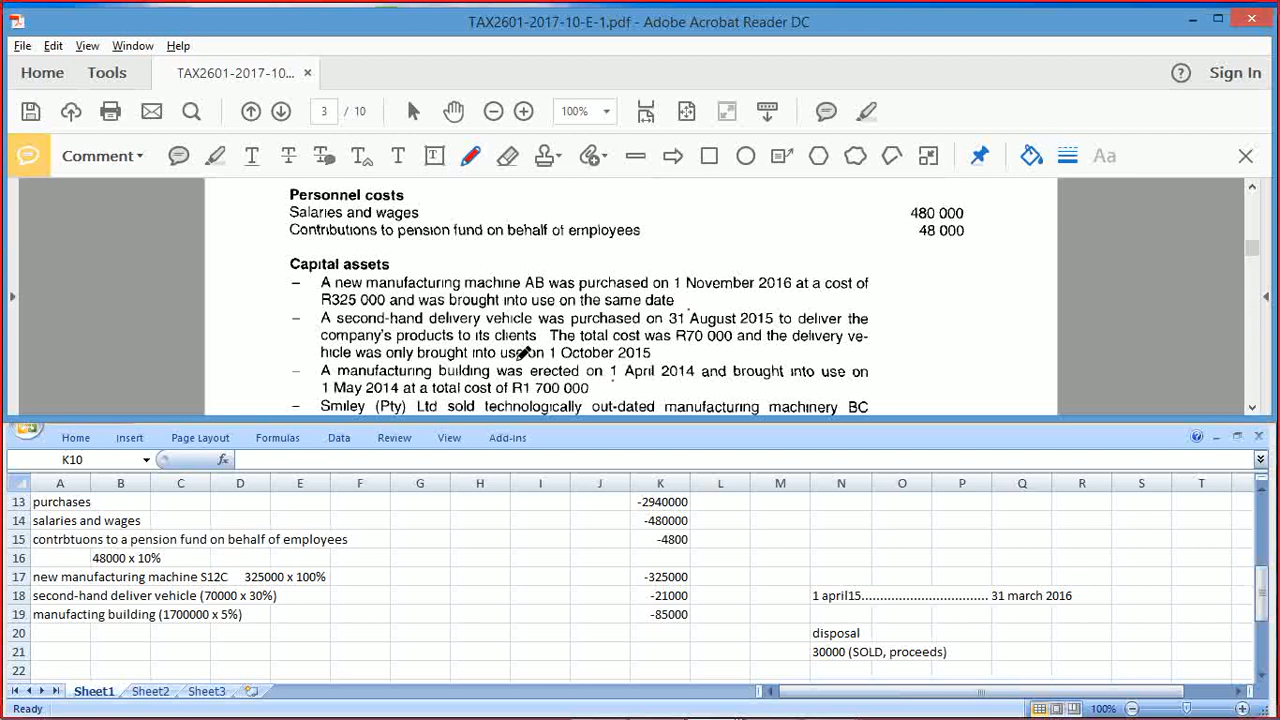 TAX2601-2017-10-E-1.pdf - Adobe Acrobat Reader DC
File Edit View Window Help
Home Tools TAX2601-2017-10... × ? Sign In
3 / 10 100%
Comment Aa
Personnel costs
Salaries and wages 480 000
Contributions to pension fund on behalf of employees 48 000
Capital assets
– A new manufacturing machine AB was purchased on 1 November 2016 at a cost of
R325 000 and was brought into use on the same date
– A second-hand delivery vehicle was purchased on 31 August 2015 to deliver the
company's products to its clients The total cost was R70 000 and the delivery ve-
hicle was only brought into use on 1 October 2015
– A manufacturing building was erected on 1 April 2014 and brought into use on
1 May 2014 at a total cost of R1 700 000
– Smiley (Pty) Ltd sold technologically out-dated manufacturing machinery BC
Home Insert Page Layout Formulas Data Review View Add-Ins
K10 fx
A B C D E F G H I J K L M N O P Q R S T
13 purchases -2940000
14 salaries and wages -480000
15 contrbtuons to a pension fund on behalf of employees -4800
16 48000 x 10%
17 new manufacturing machine S12C 325000 x 100% -325000
18 second-hand deliver vehicle (70000 x 30%) -21000 1 april15.................................. 31 march 2016
19 manufacting building (1700000 x 5%) -85000
20 disposal
21 30000 (SOLD, proceeds)
22
Sheet1 Sheet2 Sheet3
Ready 100%